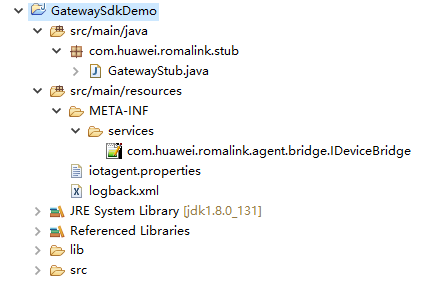 GatewaySdkDemo
src/main/java
com.huawei.romalink.stub
GatewayStub.java
src/main/resources
META-INF
services
com.huawei.romalink.agent.bridge.IDeviceBridge
iotagent.properties
logback.xml
JRE System Library [jdk1.8.0_131]
Referenced Libraries
lib
src